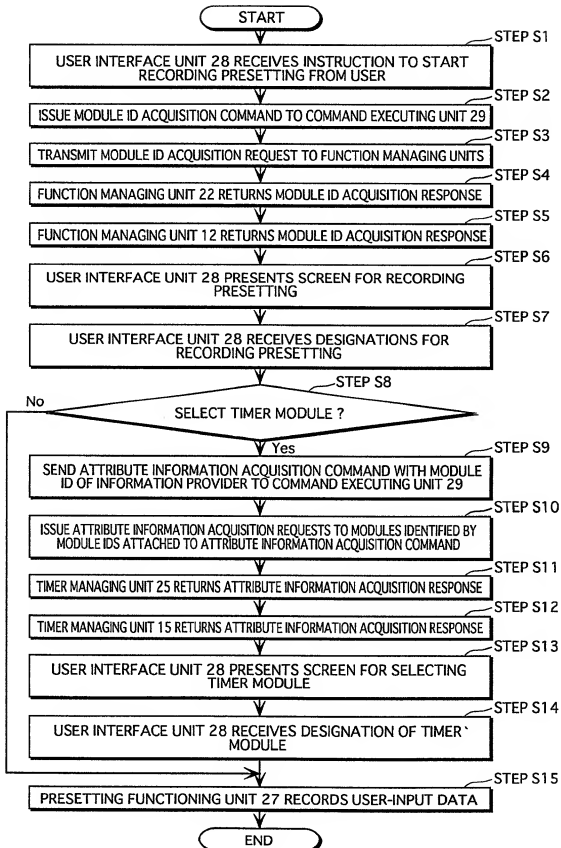 START
STEP S1
USER INTERFACE UNIT 28 RECEIVES INSTRUCTION TO START
RECORDING PRESETTING FROM USER
STEP S2
ISSUE MODULE ID ACQUISITION COMMAND TO COMMAND EXECUTING UNIT 29
STEP S3
TRANSMIT MODULE ID ACQUISITION REQUEST TO FUNCTION MANAGING UNITS
STEP S4
FUNCTION MANAGING UNIT 22 RETURNS MODULE ID ACQUISITION RESPONSE
STEP S5
FUNCTION MANAGING UNIT 12 RETURNS MODULE ID ACQUISITION RESPONSE
STEP S6
USER INTERFACE UNIT 28 PRESENTS SCREEN FOR RECORDING
PRESETTING
STEP S7
USER INTERFACE UNIT 28 RECEIVES DESIGNATIONS FOR
RECORDING PRESETTING
STEP S8
No
SELECT TIMER MODULE ?
Yes
STEP S9
SEND ATTRIBUTE INFORMATION ACQUISITION COMMAND WITH MODULE
ID OF INFORMATION PROVIDER TO COMMAND EXECUTING UNIT 29
STEP S10
ISSUE ATTRIBUTE INFORMATION ACQUISITION REQUESTS TO MODULES IDENTIFIED BY
MODULE IDS ATTACHED TO ATTRIBUTE INFORMATION ACQUISITION COMMAND
STEP S11
TIMER MANAGING UNIT 25 RETURNS ATTRIBUTE INFORMATION ACQUISITION RESPONSE
STEP S12
TIMER MANAGING UNIT 15 RETURNS ATTRIBUTE INFORMATION ACQUISITION RESPONSE
STEP S13
USER INTERFACE UNIT 28 PRESENTS SCREEN FOR SELECTING
TIMER MODULE
STEP S14
USER INTERFACE UNIT 28 RECEIVES DESIGNATION OF TIMER
MODULE
STEP S15
PRESETTING FUNCTIONING UNIT 27 RECORDS USER-INPUT DATA
END